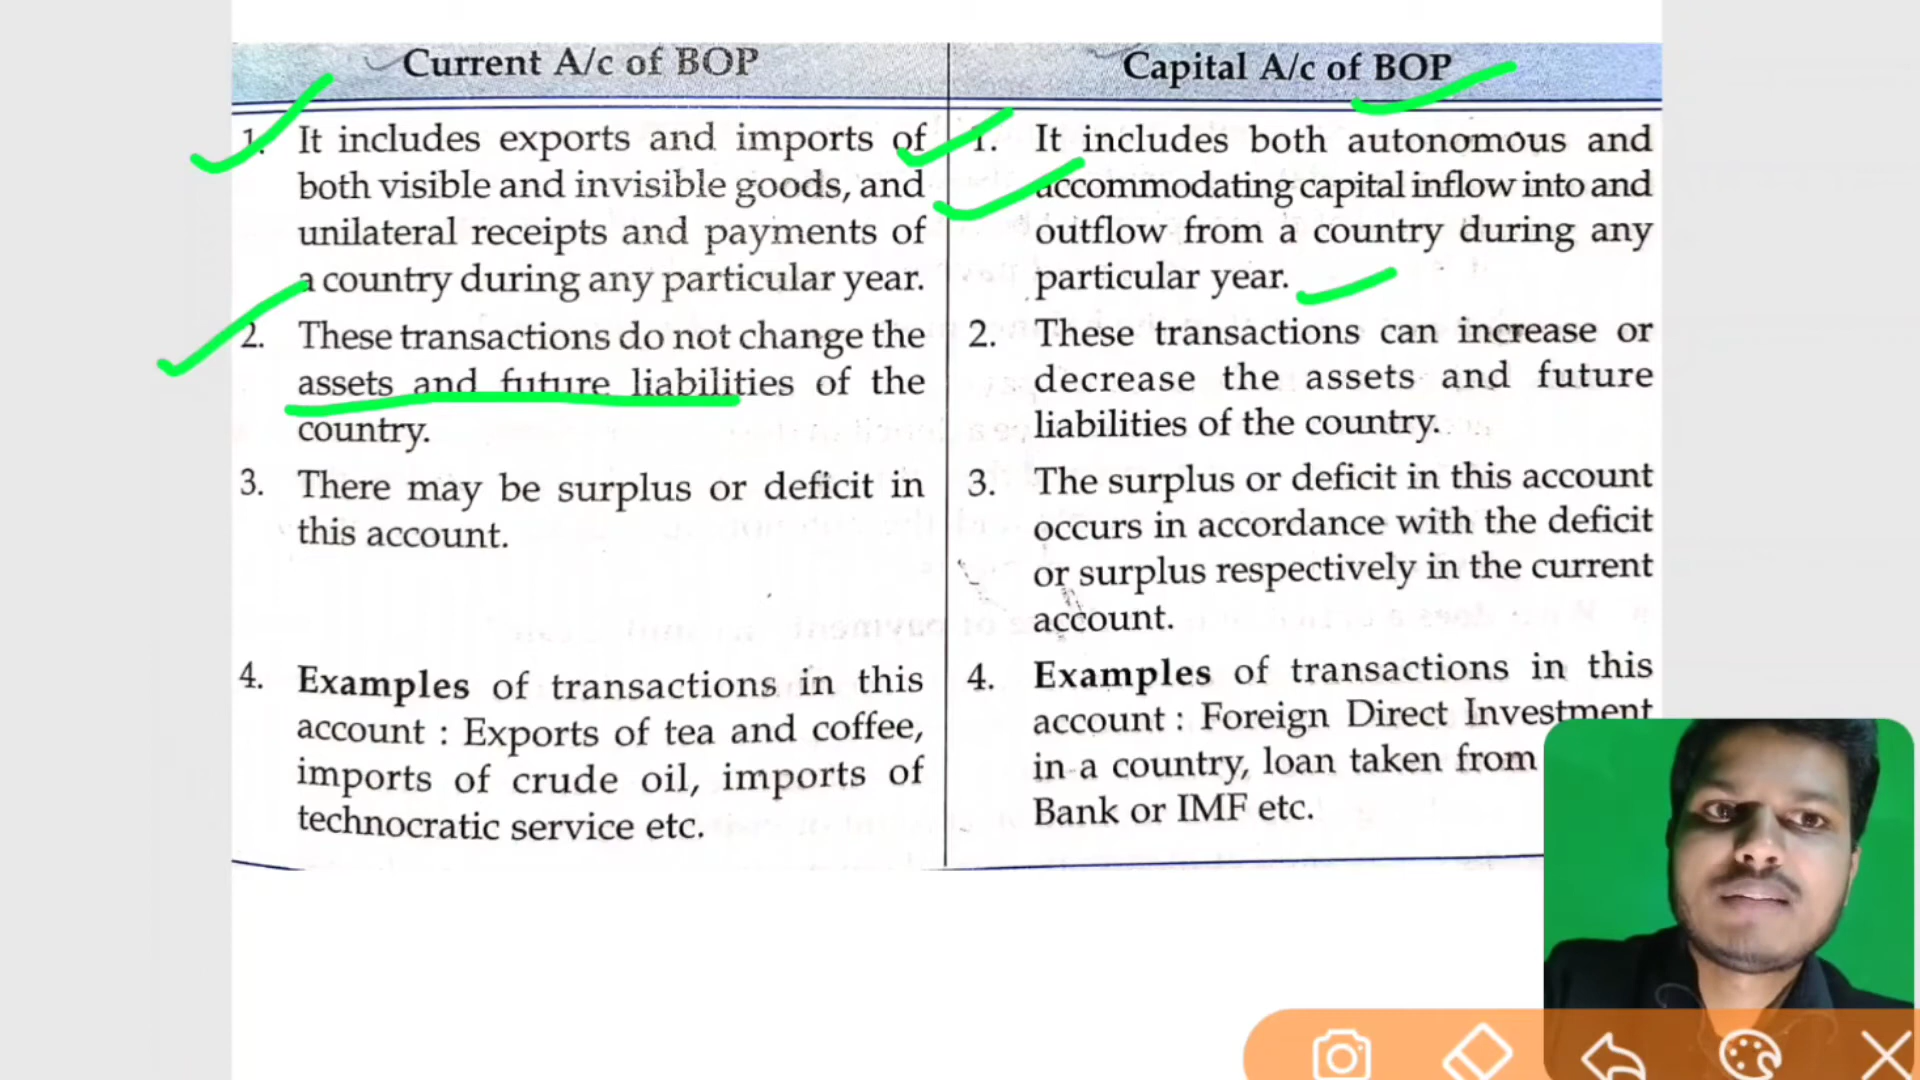 Current A/c of BOP
1. It includes exports and imports of
both visible and invisible goods, and
unilateral receipts and payments of
a country during any particular year.
2. These transactions do not change the
assets and future liabilities of the
country.
3. There may be surplus or deficit in
this account.
4. Examples of transactions in this
account : Exports of tea and coffee,
imports of crude oil, imports of
technocratic service etc.
Capital A/c of BOP
1. It includes both autonomous and
accommodating capital inflow into and
outflow from a country during any
particular year.
2. These transactions can increase or
decrease the assets and future
liabilities of the country.
3. The surplus or deficit in this account
occurs in accordance with the deficit
or surplus respectively in the current
account.
4. Examples of transactions in this
account : Foreign Direct Investment
in a country, loan taken from
Bank or IMF etc.